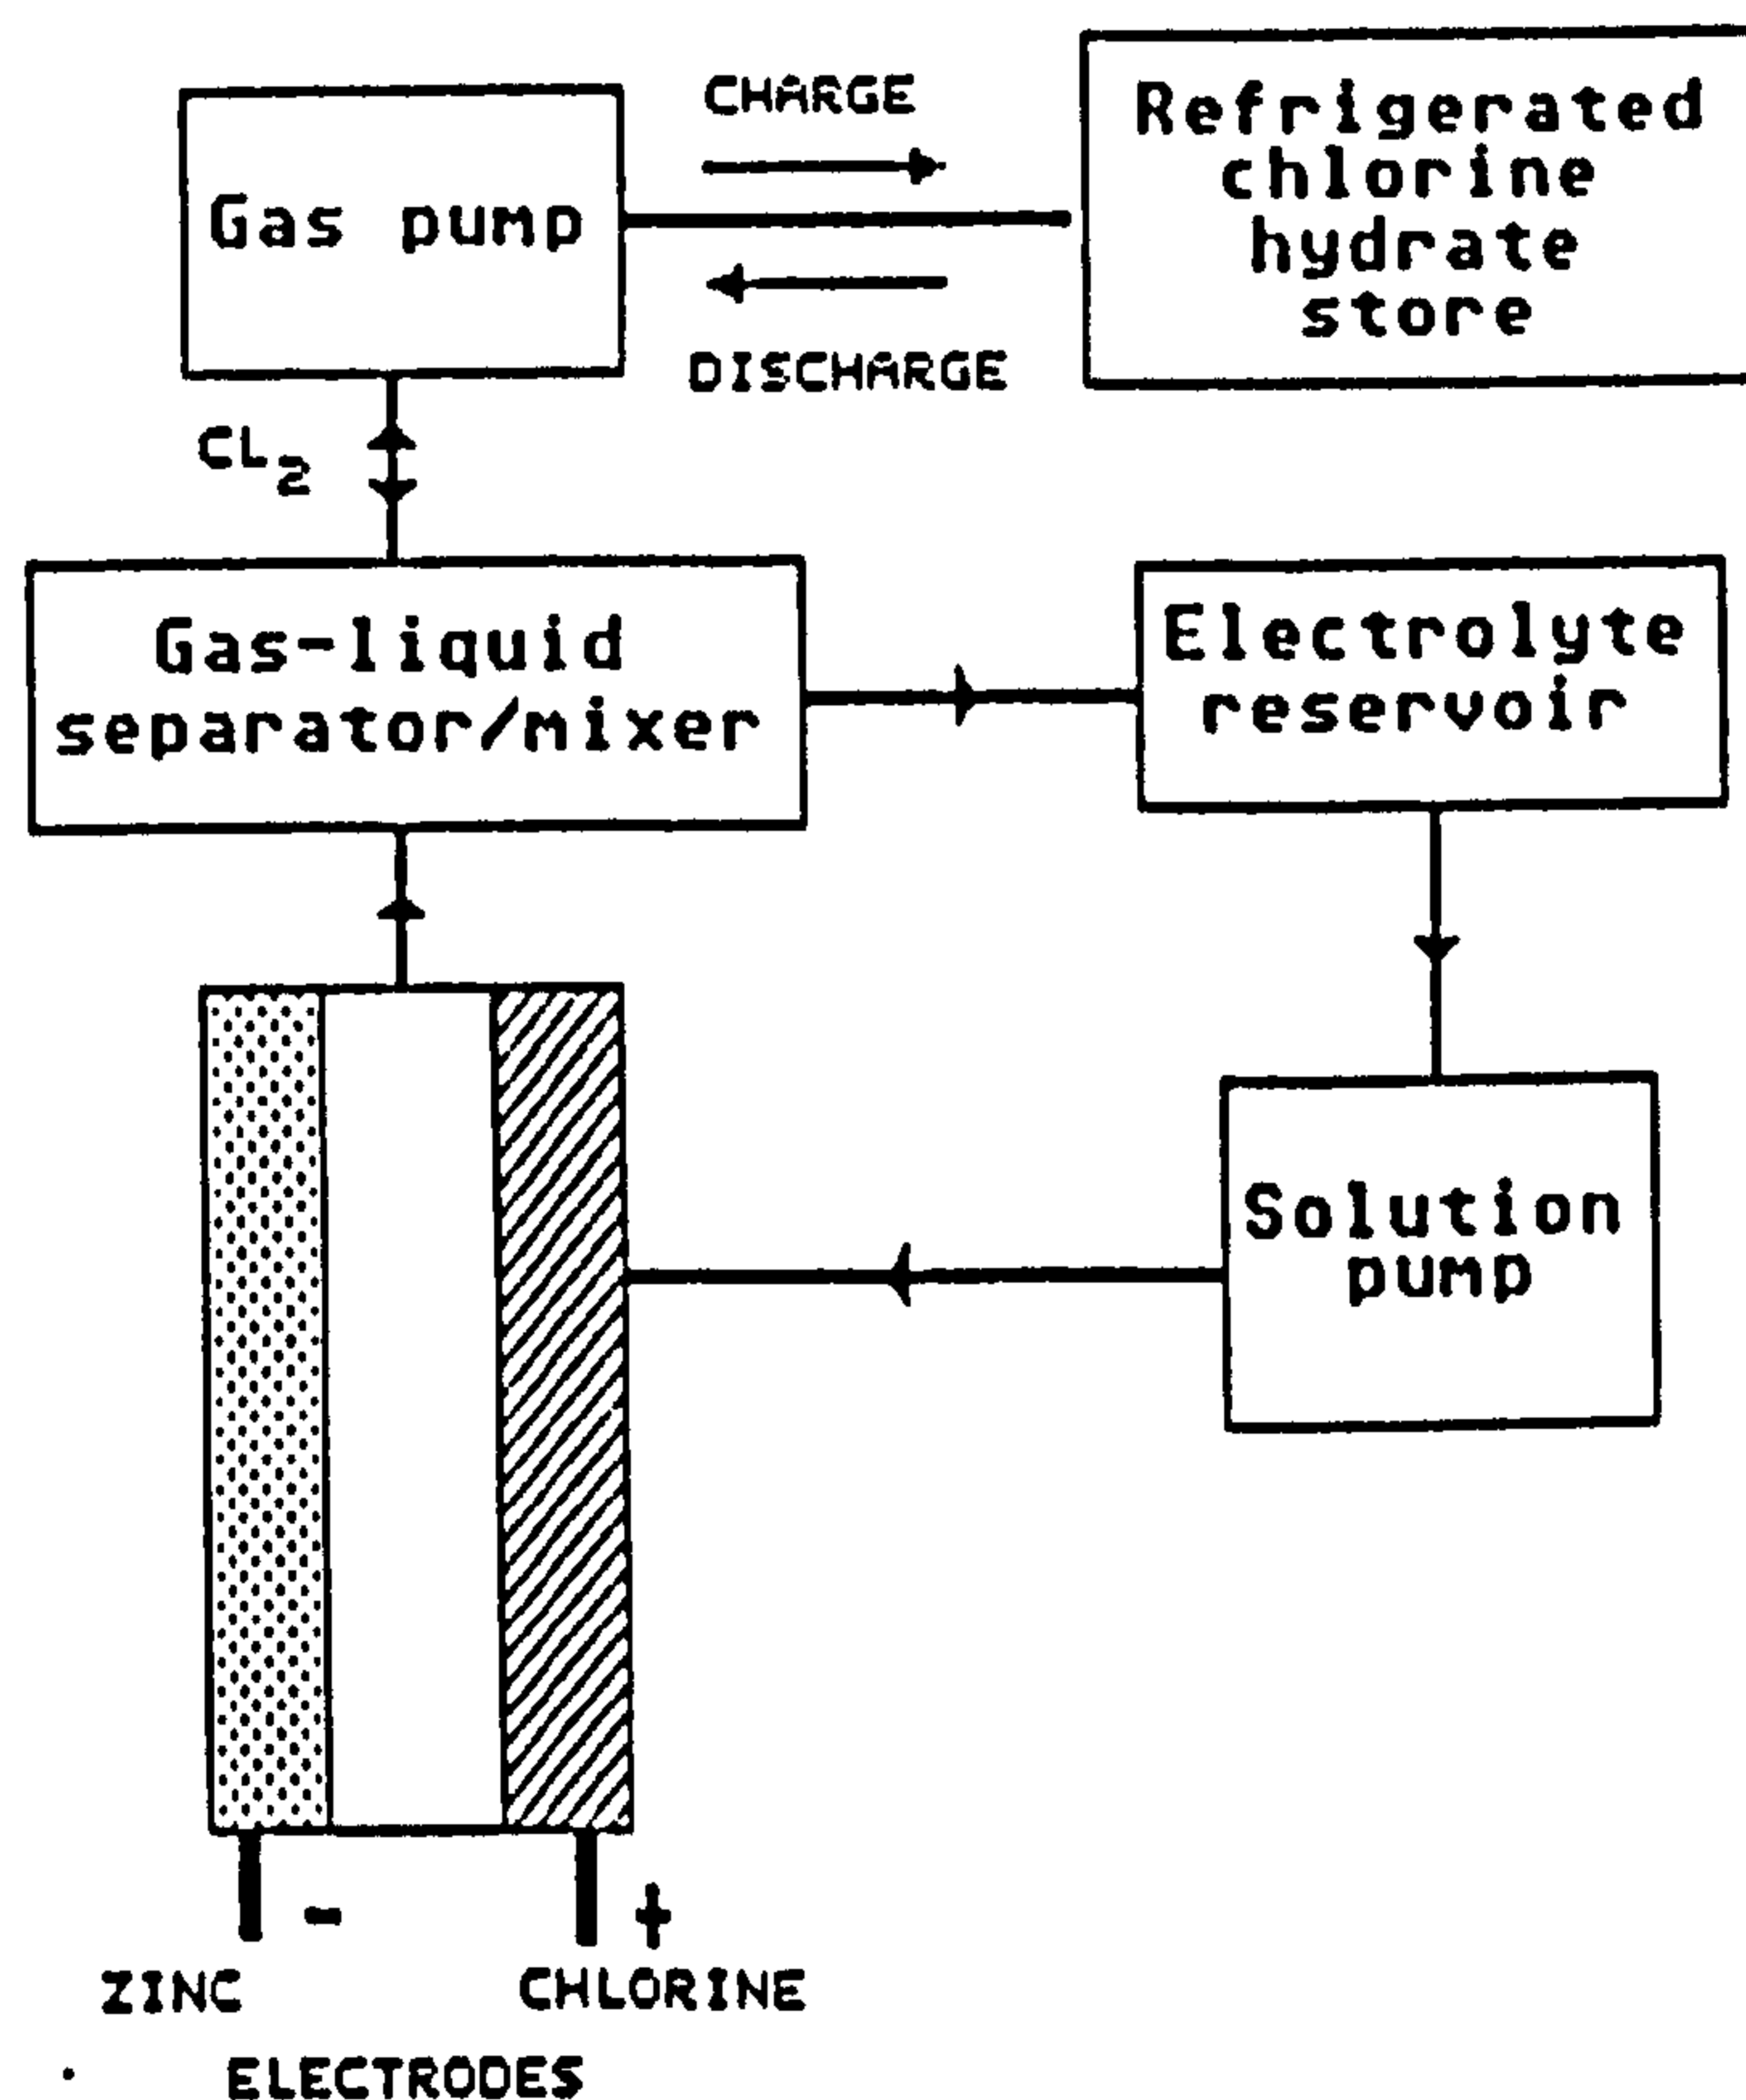 CHARGE
Refrigerated
chlorine
hydrate
store
Gas pump
DISCHARGE
CL2
Gas-liquid
separator/mixer
Electrolyte
reservoir
Solution
pump
- +
ZINC CHLORINE
ELECTRODES